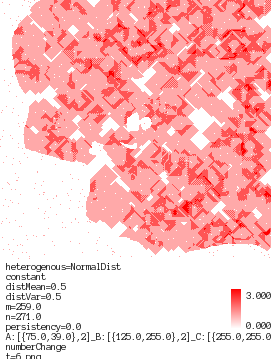 heterogenous=NormalDist
constant
distMean=0.5
distVar=0.5
m=259.0
n=271.0
3.000
persistency=0.0
0.000
A:[{75.0,39.0},2]_B:[{125.0,255.0},2]_C:[{255.0,255.0
numberChange
t=6.png